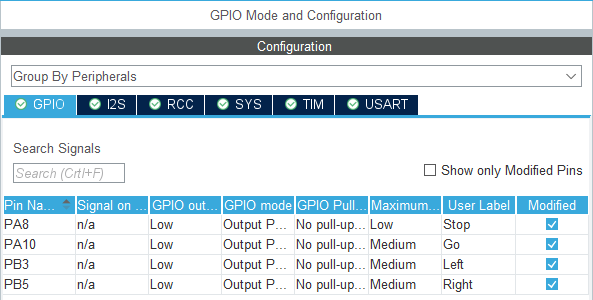 GPIO Mode and Configuration
Configuration
Group By Peripherals
GPIO I2S RCC SYS TIM USART
Search Signals
Search (Crtl+F)
Show only Modified Pins
Pin Na... Signal on ... GPIO out... GPIO mode GPIO Pull... Maximum... User Label Modified
PA8 n/a Low Output P... No pull-up... Low Stop
PA10 n/a Low Output P... No pull-up... Medium Go
PB3 n/a Low Output P... No pull-up... Medium Left
PB5 n/a Low Output P... No pull-up... Medium Right